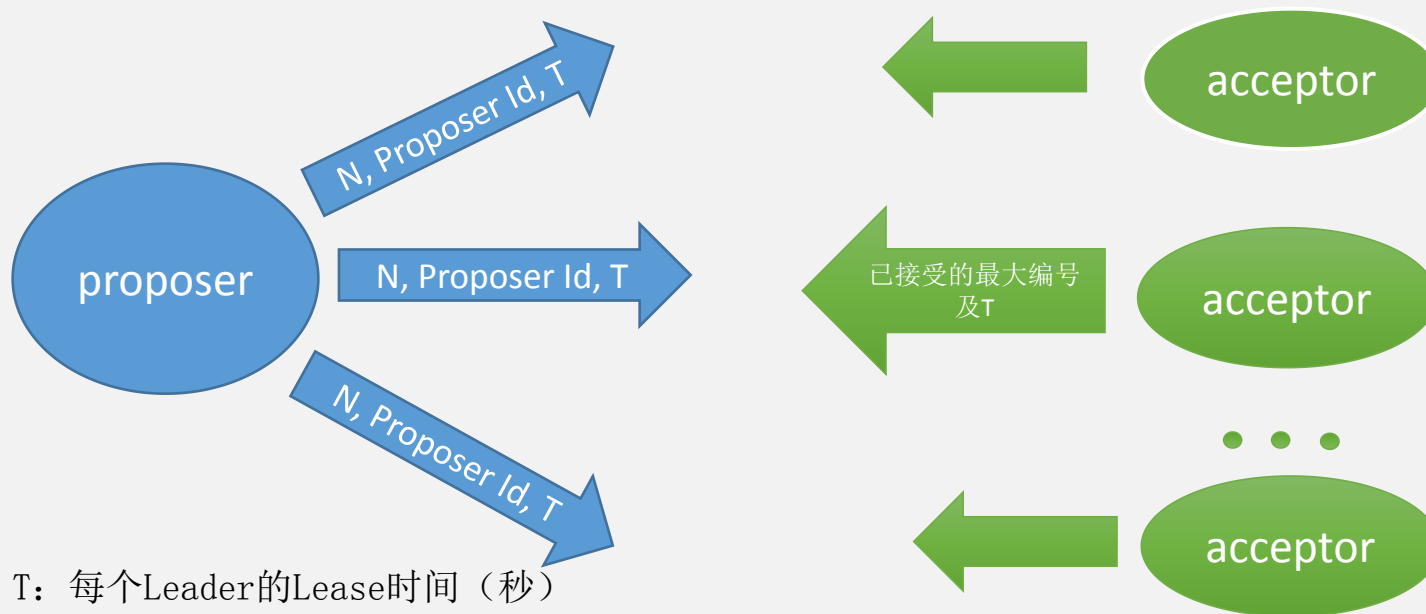 N, Proposer Id, T
acceptor
proposer
N, Proposer Id, T
已接受的最大编号
及T
acceptor
N, Proposer Id, T
acceptor
T：每个Leader的Lease时间（秒）